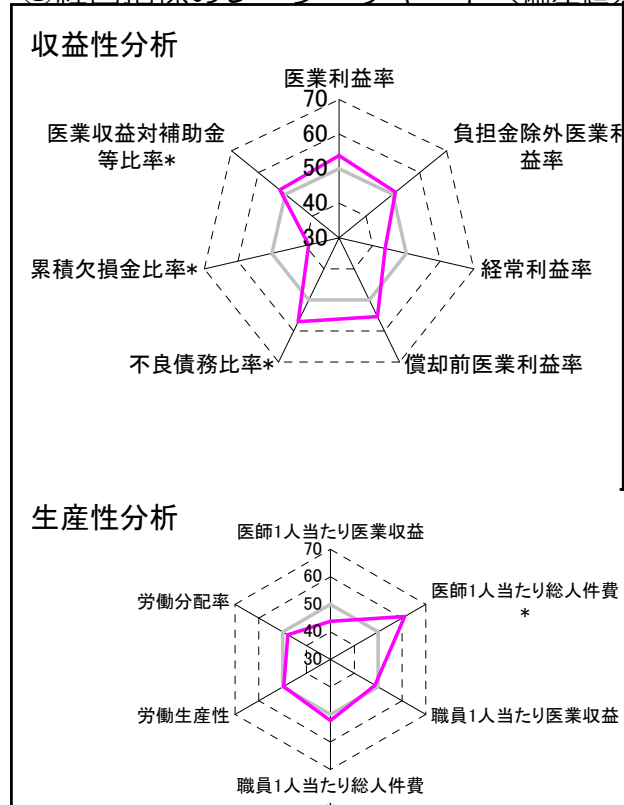 収益性分析
医業利益率
70
60
50
40
30
負担金除外医業利
益率
経常利益率
償却前医業利益率
不良債務比率*
累積欠損金比率*
医業収益対補助金
等比率*
生産性分析
医師1人当たり医業収益
70
60
50
40
30
医師1人当たり総人件費
*
職員1人当たり医業収益
職員1人当たり総人件費
労働生産性
労働分配率